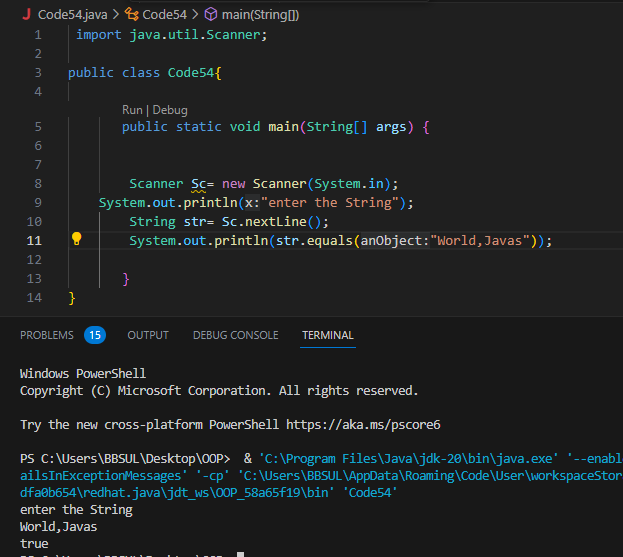 Code54.java > Code54 > main(String[])
1 import java.util.Scanner;
2
3 public class Code54{
4
Run | Debug
5 public static void main(String[] args) {
6
7
8 Scanner Sc= new Scanner(System.in);
9 System.out.println(x:"enter the String");
10 String str= Sc.nextLine();
11 System.out.println(str.equals(anObject:"World,Javas"));
12
13 }
14 }
PROBLEMS 15 OUTPUT DEBUG CONSOLE TERMINAL
Windows PowerShell
Copyright (C) Microsoft Corporation. All rights reserved.
Try the new cross-platform PowerShell https://aka.ms/pscore6
PS C:\Users\BBSUL\Desktop\OOP> & 'C:\Program Files\Java\jdk-20\bin\java.exe' '--enabl
ailsInExceptionMessages' '-cp' 'C:\Users\BBSUL\AppData\Roaming\Code\User\workspaceStor
dfa0b654\redhat.java\jdt_ws\OOP_58a65f19\bin' 'Code54'
enter the String
World,Javas
true